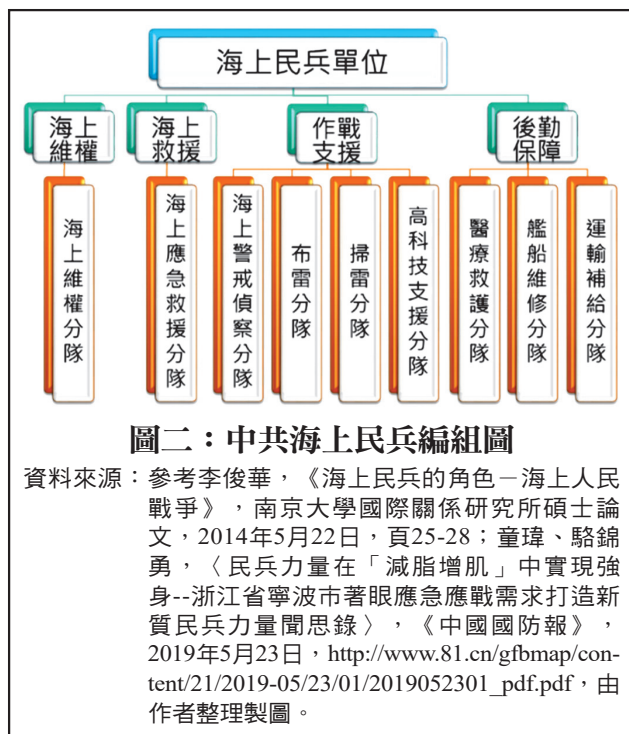 海上民兵單位
海上
維權
海上
救援
作戰
支援
後勤
保障
海上維權分隊
海上應急救援分隊
海上警戒偵察分隊
布雷分隊
掃雷分隊
高科技支援分隊
醫療救護分隊
艦船維修分隊
運輸補給分隊
圖二：中共海上民兵編組圖
資料來源：參考李俊華，《海上民兵的角色－海上人民
戰爭》，南京大學國際關係研究所碩士論
文，2014年5月22日，頁25-28；童瑋、駱錦
勇，〈民兵力量在「減脂增肌」中實現強
身--浙江省寧波市著眼應急應戰需求打造新
質民兵力量聞思錄〉，《中國國防報》，
2019年5月23日，http://www.81.cn/gfbmap/con-
tent/21/2019-05/23/01/2019052301_pdf.pdf，由
作者整理製圖。